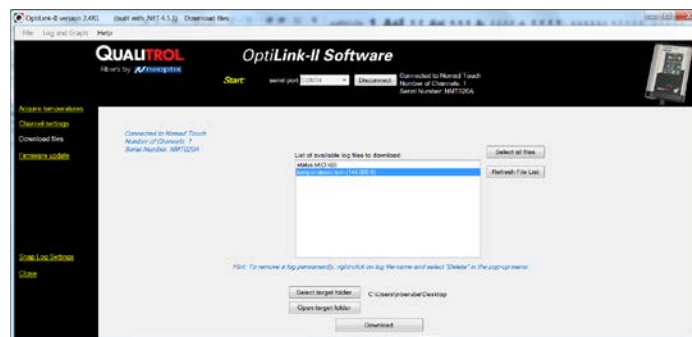 OptiLink-II version 2.4R1 (built with .NET 4.5.1) Download files
File Log and Graph Help
QUALITROL
Fibers by Neoptix
OptiLink-II Software
Start: serial port COM14 Disconnect
Connected to Nomad Touch
Number of Channels: 1
Serial Number: NMT020A
Acquire temperatures
Channel settings
Download files
Firmware update
Snap Log Settings
Close
Connected to Nomad Touch
Number of Channels: 1
Serial Number: NMT020A
List of available log files to download:
Select all files
Refresh File List
Hint: To remove a log permanently, right-click on log file name and select "Delete" in the pop-up menu
Select target folder
Open target folder
Download